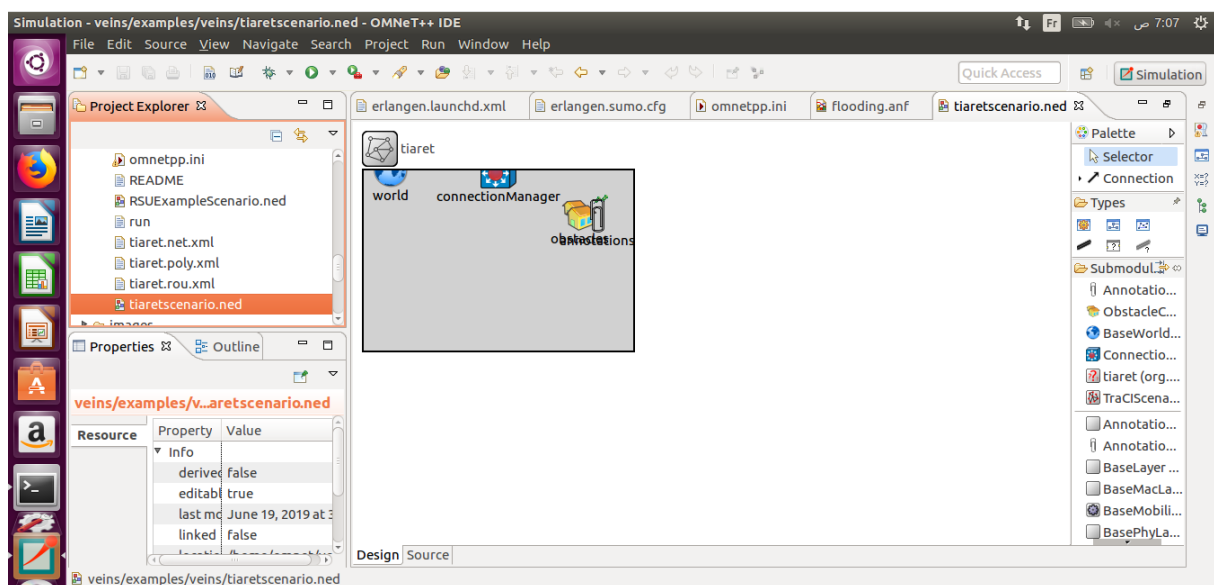 Simulation - veins/examples/veins/tiaretscenario.ned - OMNeT++ IDE
Fr
7:07 ص
File Edit Source View Navigate Search Project Run Window Help
Quick Access
Simulation
Project Explorer
erlangen.launchd.xml
erlangen.sumo.cfg
omnetpp.ini
flooding.anf
tiaretscenario.ned
omnetpp.ini
README
RSUExampleScenario.ned
run
tiaret.net.xml
tiaret.poly.xml
tiaret.rou.xml
tiaretscenario.ned
images
tiaret
world
connectionManager
obstacles
annotations
Palette
Selector
Connection
Types
Submodul...
Annotatio...
ObstacleC...
BaseWorld...
Connectio...
tiaret (org....
TraCIScena...
Annotatio...
Annotatio...
BaseLayer ...
BaseMacLa...
BaseMobili...
BasePhyLa...
Properties
Outline
veins/examples/v...aretscenario.ned
Resource
Property Value
Info
derived false
editabl true
last mo June 19, 2019 at 3
linked false
Design Source
veins/examples/veins/tiaretscenario.ned